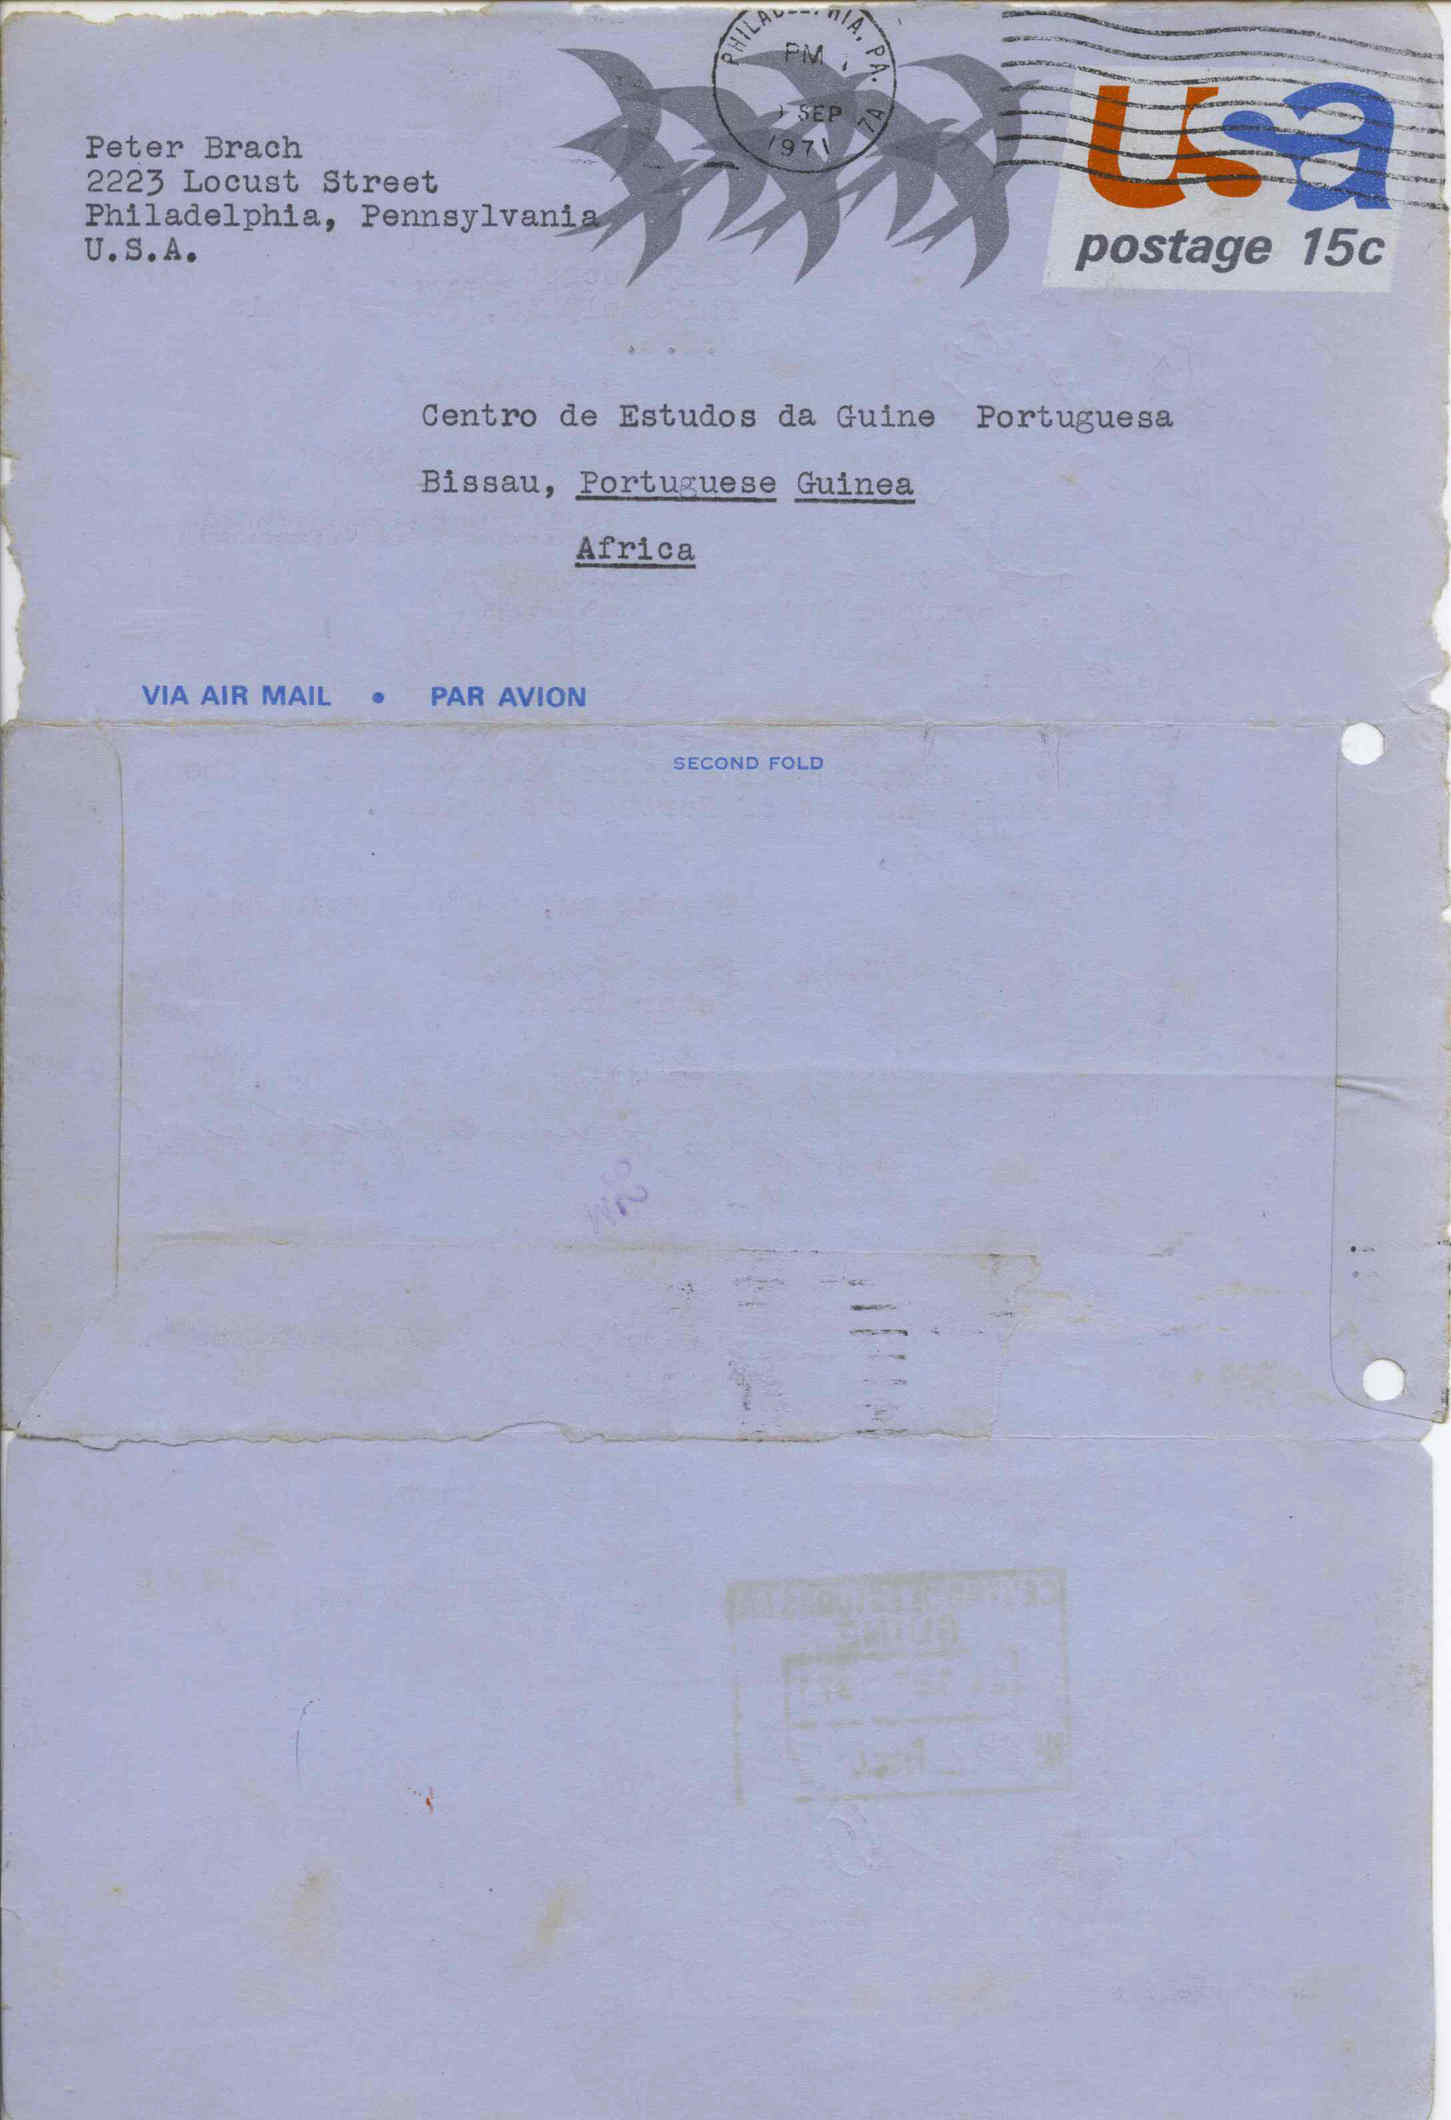 PHILADELPHIA, PA.
PM
SEP
1971
7A
usa
postage 15c
Peter Brach
2223 Locust Street
Philadelphia, Pennsylvania
U.S.A.
Centro de Estudos da Guine Portuguesa
Bissau, Portuguese Guinea
Africa
VIA AIR MAIL • PAR AVION
SECOND FOLD